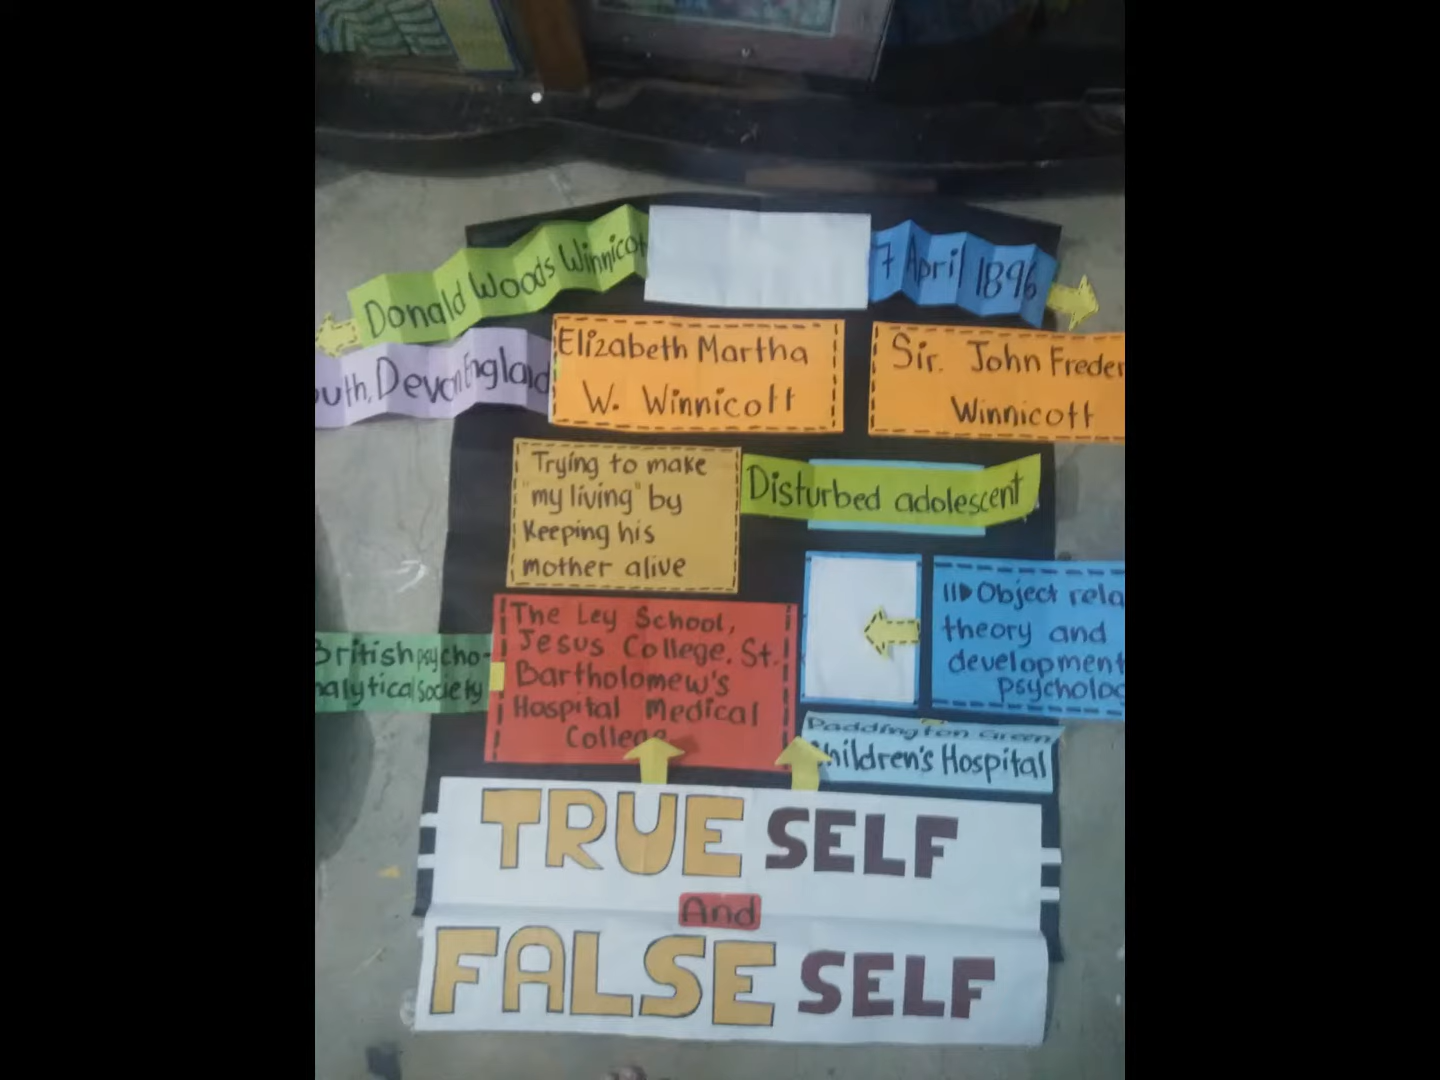 Donald Woods Winnicot
7 April 1896
uth, Devon England
Elizabeth Martha
W. Winnicott
Sir. John Freder
Winnicott
Trying to make
"my living" by
Keeping his
mother alive
Disturbed adolescent
British psycho-
nalytical Society
The Ley School,
Jesus College, St.
Bartholomew's
Hospital Medical
College
Object rela
theory and
development
psycholog
Paddington Green
Children's Hospital
TRUE SELF
And
FALSE SELF